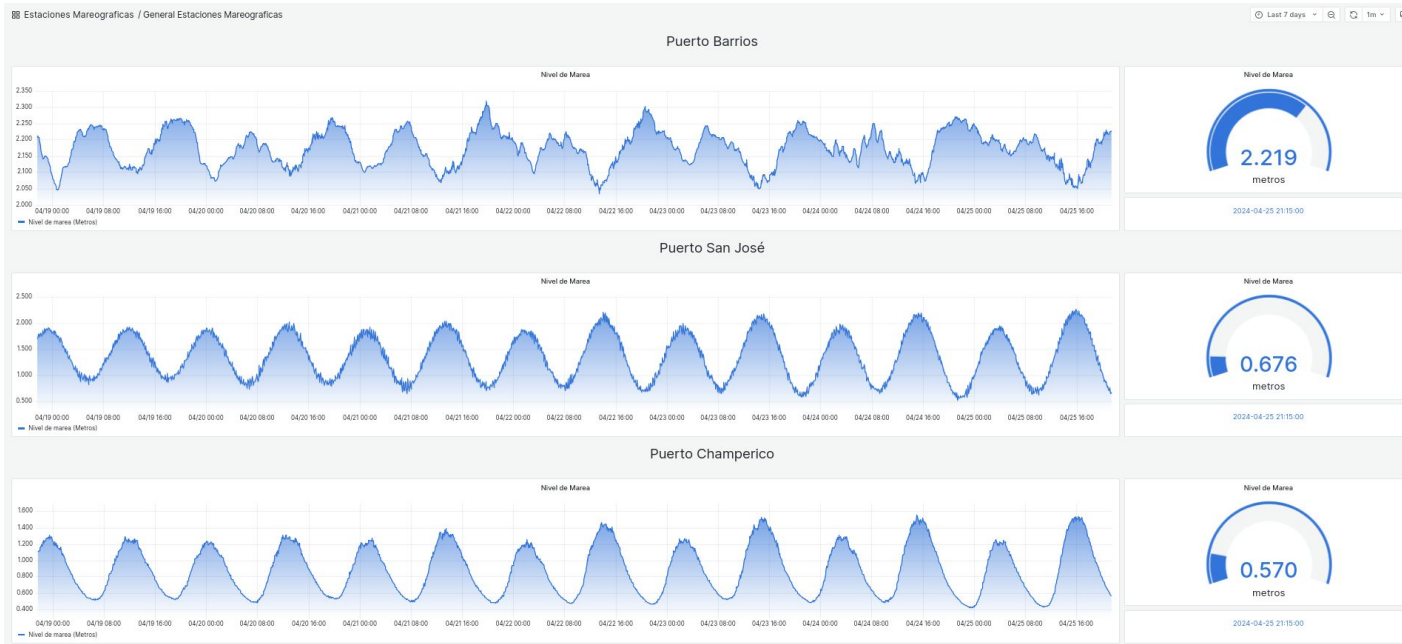 Estaciones Mareograficas / General Estaciones Mareograficas
Last 7 days
1m
Puerto Barrios
Nivel de Marea
2.350
2.300
2.250
2.200
2.150
2.100
2.050
2.000
04/19 00:00 04/19 08:00 04/19 16:00 04/20 00:00 04/20 08:00 04/20 16:00 04/21 00:00 04/21 08:00 04/21 16:00 04/22 00:00 04/22 08:00 04/22 16:00 04/23 00:00 04/23 08:00 04/23 16:00 04/24 00:00 04/24 08:00 04/24 16:00 04/25 00:00 04/25 08:00 04/25 16:00
Nivel de marea (Metros)
Nivel de Marea
2.219
metros
2024-04-25 21:15:00
Puerto San José
Nivel de Marea
2.500
2.000
1.500
1.000
0.500
04/19 00:00 04/19 08:00 04/19 16:00 04/20 00:00 04/20 08:00 04/20 16:00 04/21 00:00 04/21 08:00 04/21 16:00 04/22 00:00 04/22 08:00 04/22 16:00 04/23 00:00 04/23 08:00 04/23 16:00 04/24 00:00 04/24 08:00 04/24 16:00 04/25 00:00 04/25 08:00 04/25 16:00
Nivel de marea (Metros)
Nivel de Marea
0.676
metros
2024-04-25 21:15:00
Puerto Champerico
Nivel de Marea
1.600
1.400
1.200
1.000
0.800
0.600
0.400
04/19 00:00 04/19 08:00 04/19 16:00 04/20 00:00 04/20 08:00 04/20 16:00 04/21 00:00 04/21 08:00 04/21 16:00 04/22 00:00 04/22 08:00 04/22 16:00 04/23 00:00 04/23 08:00 04/23 16:00 04/24 00:00 04/24 08:00 04/24 16:00 04/25 00:00 04/25 08:00 04/25 16:00
Nivel de marea (Metros)
Nivel de Marea
0.570
metros
2024-04-25 21:15:00